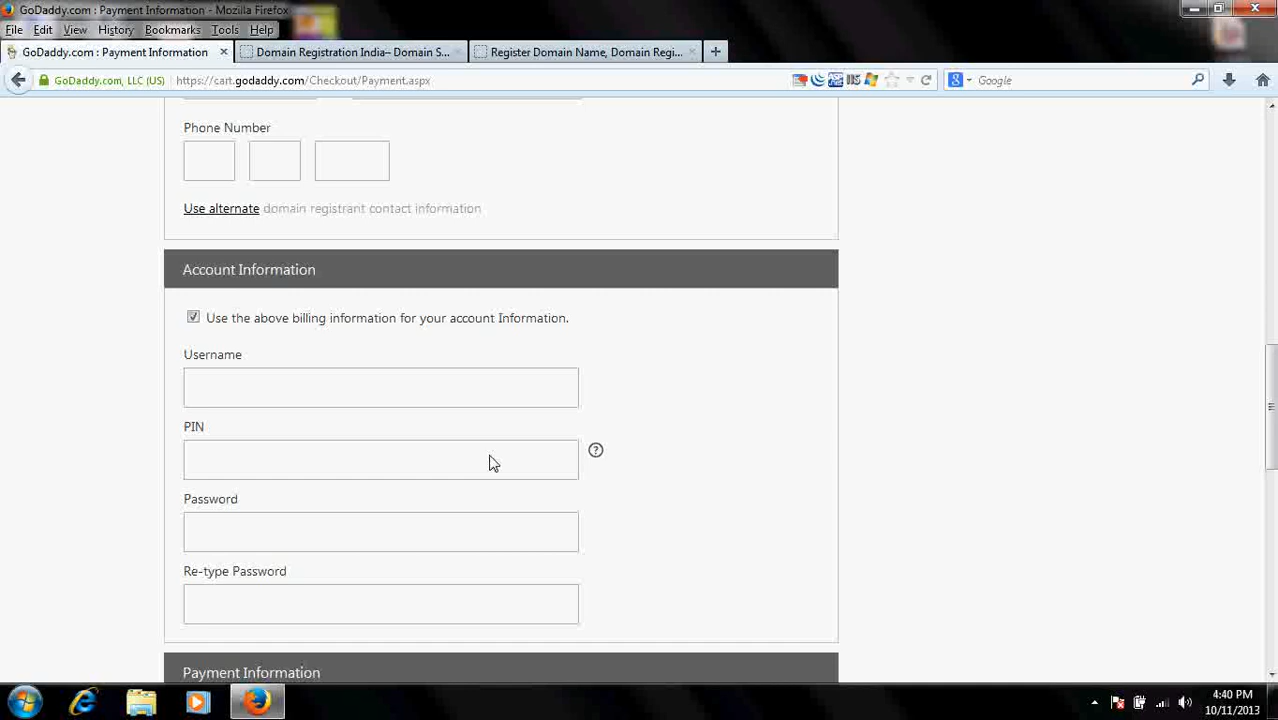 GoDaddy.com : Payment Information - Mozilla Firefox
File Edit View History Bookmarks Tools Help
GoDaddy.com : Payment Information × Domain Registration India– Domain S... × Register Domain Name, Domain Regi... × +
GoDaddy.com, LLC (US) https://cart.godaddy.com/Checkout/Payment.aspx Google
Phone Number
Use alternate domain registrant contact information
Account Information
Use the above billing information for your account Information.
Username
PIN
?
Password
Re-type Password
Payment Information
4:40 PM
10/11/2013